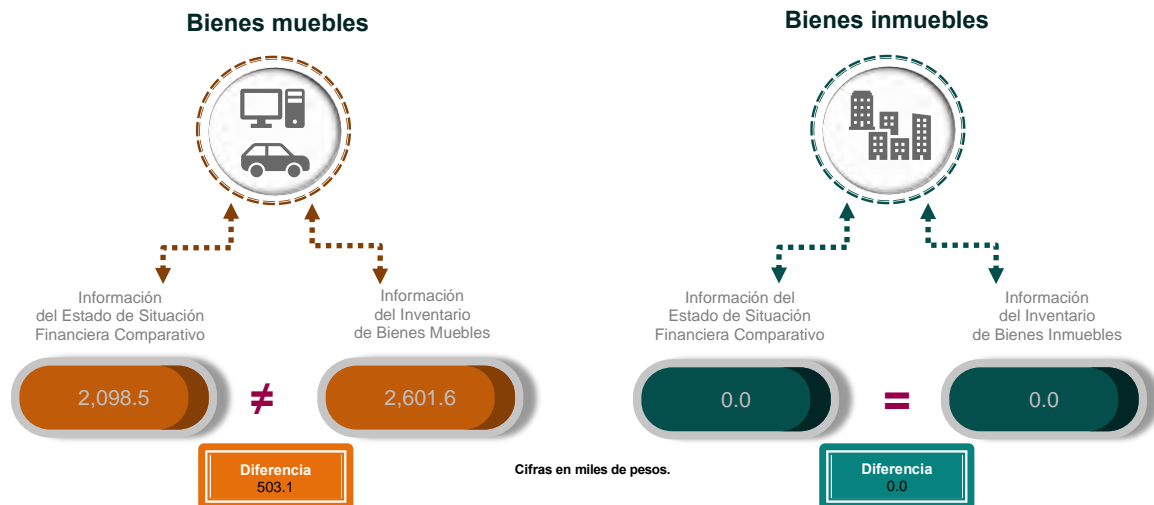 Bienes muebles
Información
del Estado de Situación
Financiera Comparativo
Información
del Inventario
de Bienes Muebles
2,098.5
≠
2,601.6
Diferencia
503.1
Cifras en miles de pesos.
Bienes inmuebles
Información del
Estado de Situación
Financiera Comparativo
Información
del Inventario
de Bienes Inmuebles
0.0
=
0.0
Diferencia
0.0